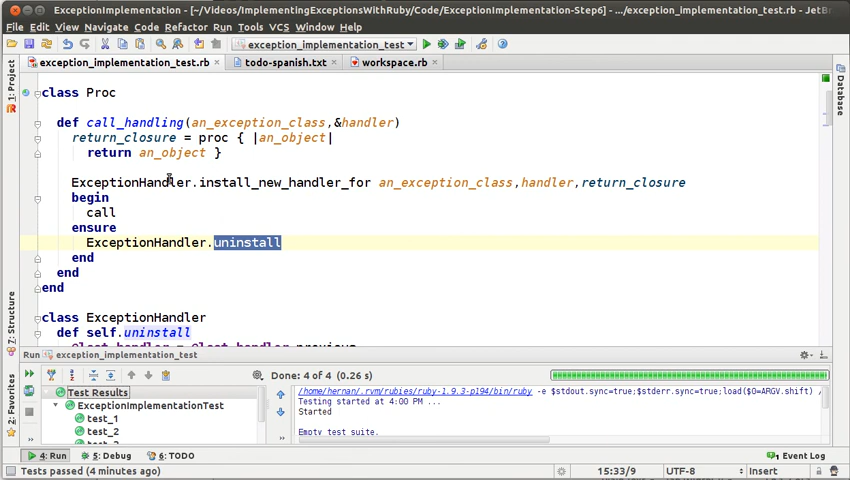 ExceptionImplementation - [~/Videos/ImplementingExceptionsWithRuby/Code/ExceptionImplementation-Step6] - .../exception_implementation_test.rb - JetBr
File Edit View Navigate Code Refactor Run Tools VCS Window Help
exception_implementation_test
exception_implementation_test.rb todo-spanish.txt workspace.rb
1: Project
Database
class Proc
def call_handling(an_exception_class,&handler)
return_closure = proc { |an_object|
return an_object }
ExceptionHandler.install_new_handler_for an_exception_class,handler,return_closure
begin
call
ensure
ExceptionHandler.uninstall
end
end
end
class ExceptionHandler
def self.uninstall
@last_handler = @last_handler.previous
7: Structure
2: Favorites
Run exception_implementation_test
Done: 4 of 4 (0.26 s)
Test Results
ExceptionImplementationTest
test_1
test_2
/home/hernan/.rvm/rubies/ruby-1.9.3-p194/bin/ruby -e $stdout.sync=true;$stderr.sync=true;load($0=ARGV.shift) /
Testing started at 4:00 PM ...
Started
Empty test suite.
4: Run 5: Debug 6: TODO 1 Event Log
Tests passed (4 minutes ago) 15:33/9 UTF-8 Insert